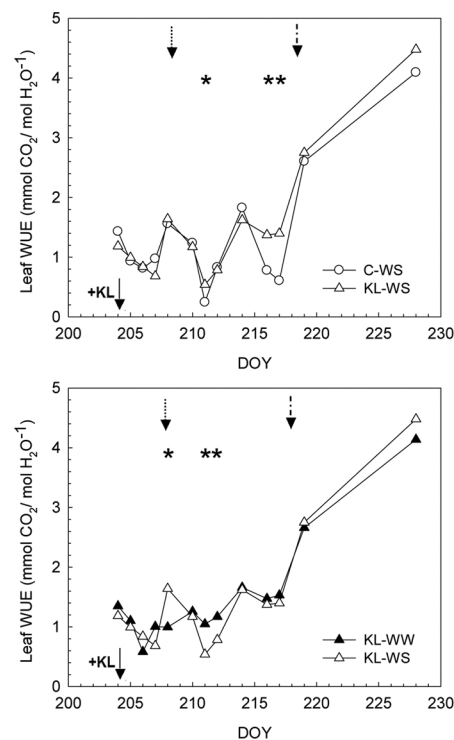 5
*
**
4
3
2
1
0
Leaf WUE (mmol CO₂/ mol H₂O⁻¹)
C-WS
KL-WS
+KL
200 205 210 215 220 225 230
DOY
5
*
**
4
3
2
1
0
Leaf WUE (mmol CO₂/ mol H₂O⁻¹)
KL-WW
KL-WS
+KL
200 205 210 215 220 225 230
DOY